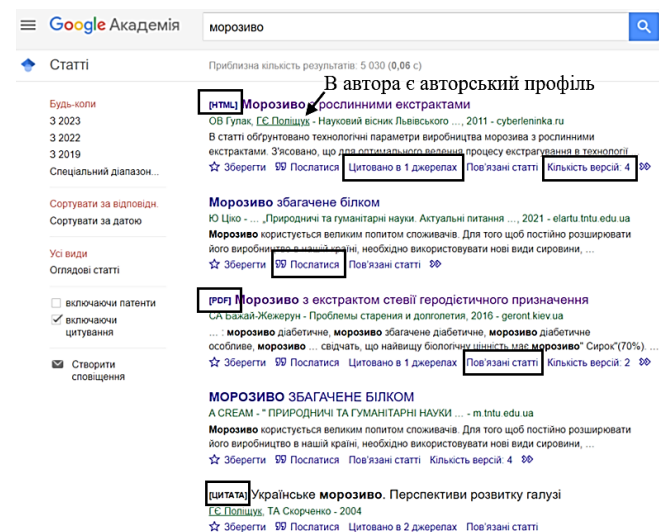 Google Академія
морозиво
Статті
Приблизна кількість результатів: 5 030 (0,06 с)
В автора є авторський профіль
Будь-коли
З 2023
З 2022
З 2019
Спеціальний діапазон...
Сортувати за відповідн.
Сортувати за датою
Усі види
Оглядові статті
включаючи патенти
включаючи цитування
Створити сповіщення
[HTML] Морозиво з рослинними екстрактами
ОВ Гулак, ГЄ Поліщук - Науковий вісник Львівського ..., 2011 - cyberleninka.ru
В статті обґрунтовано технологічні параметри виробництва морозива з рослинними
екстрактами. З'ясовано, що для оптимального ведення процесу екстрагування в технології
Зберегти Послатися Цитовано в 1 джерелах Пов'язані статті Кількість версій: 4
Морозиво збагачене білком
Ю Ціко - ... „Природничі та гуманітарні науки. Актуальні питання ..., 2021 - elartu.tntu.edu.ua
Морозиво користується великим попитом споживачів. Для того щоб постійно розширювати
його виробництво в нашій країні, необхідно використовувати нові види сировини, ...
Зберегти Послатися Пов'язані статті
[PDF] Морозиво з екстрактом стевії геродієтичного призначення
СА Бажай-Жежерун - Проблемы старения и долголетия, 2016 - geront.kiev.ua
... : морозиво діабетичне, морозиво збагачене діабетичне, морозиво діабетичне
особливе, морозиво ... свідчать, що найвищу біологічну цінність має морозиво" Сирок"(70%). ...
Зберегти Послатися Цитовано в 1 джерелах Пов'язані статті Кількість версій: 2
МОРОЗИВО ЗБАГАЧЕНЕ БІЛКОМ
A CREAM - " ПРИРОДНИЧІ ТА ГУМАНІТАРНІ НАУКИ ... - m.tntu.edu.ua
Морозиво користується великим попитом споживачів. Для того щоб постійно розширювати
його виробництво в нашій країні, необхідно використовувати нові види сировини, ...
Зберегти Послатися Пов'язані статті Кількість версій: 4
[ЦИТАТА] Українське морозиво. Перспективи розвитку галузі
ГЄ Поліщук, ТА Скорченко - 2004
Зберегти Послатися Цитовано в 2 джерелах Пов'язані статті